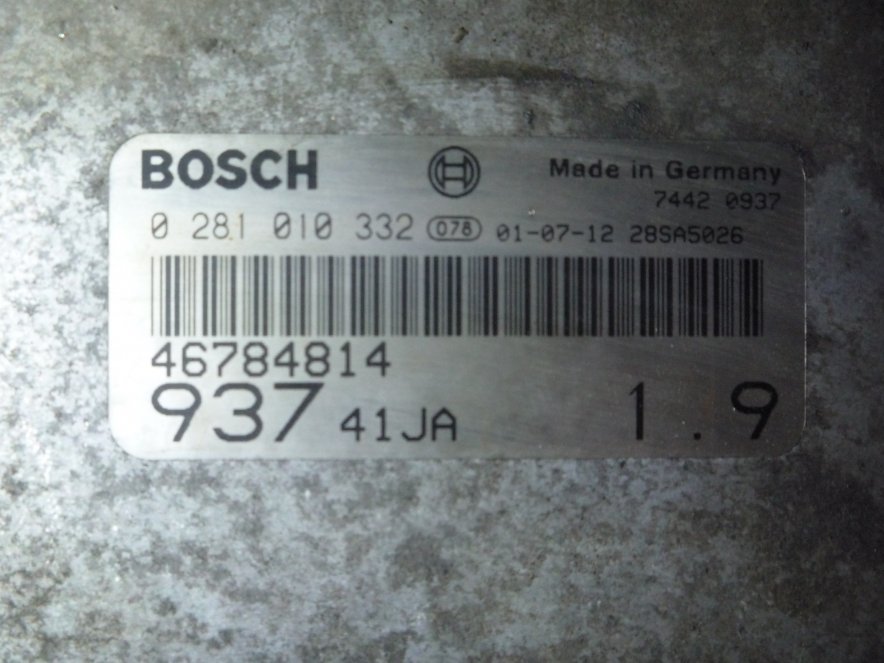 BOSCH Made in Germany
7442 0937
0 281 010 332 078 01-07-12 28SA5026
46784814
937 41JA 1.9